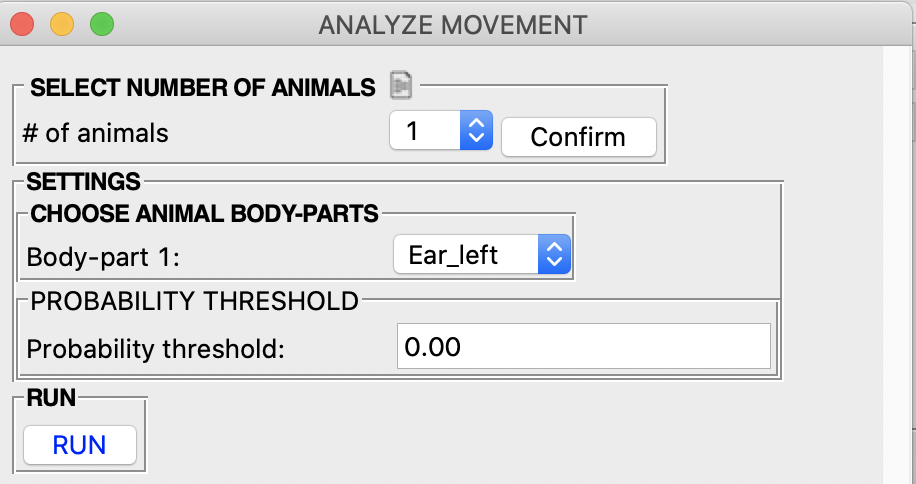 ANALYZE MOVEMENT
SELECT NUMBER OF ANIMALS
# of animals 1 Confirm
SETTINGS
CHOOSE ANIMAL BODY-PARTS
Body-part 1: Ear_left
PROBABILITY THRESHOLD
Probability threshold: 0.00
RUN
RUN